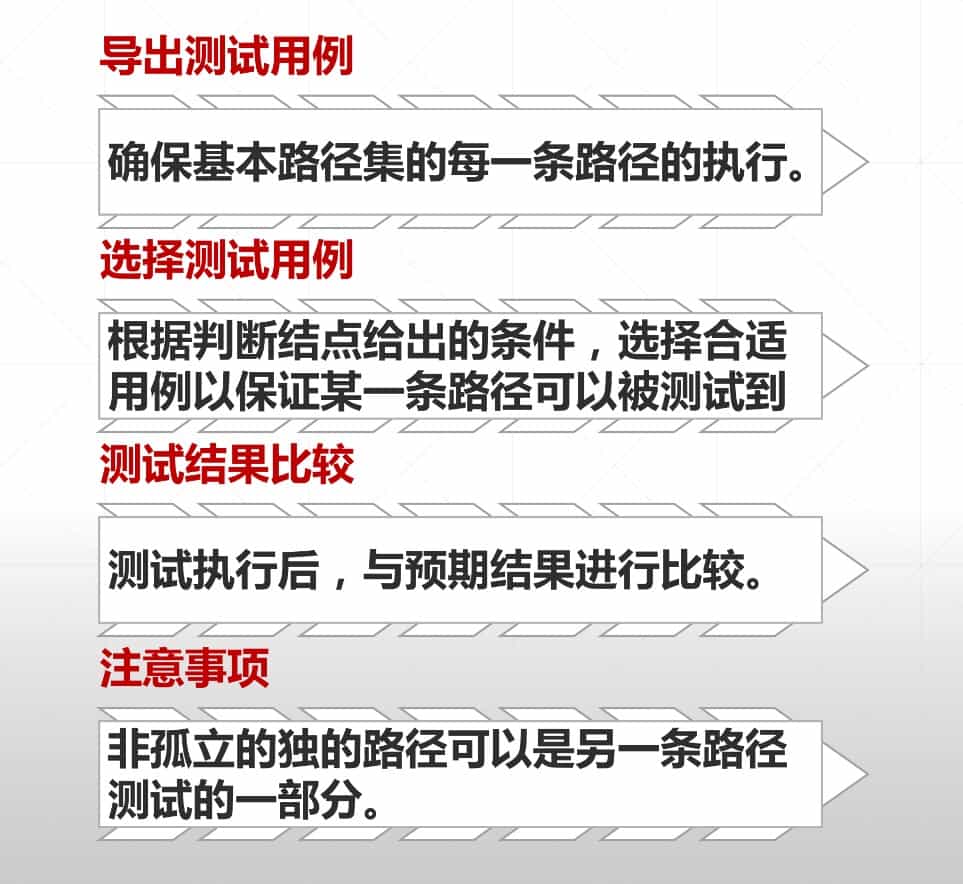 导出测试用例
确保基本路径集的每一条路径的执行。
选择测试用例
根据判断结点给出的条件，选择合适
用例以保证某一条路径可以被测试到
测试结果比较
测试执行后，与预期结果进行比较。
注意事项
非孤立的独的路径可以是另一条路径
测试的一部分。